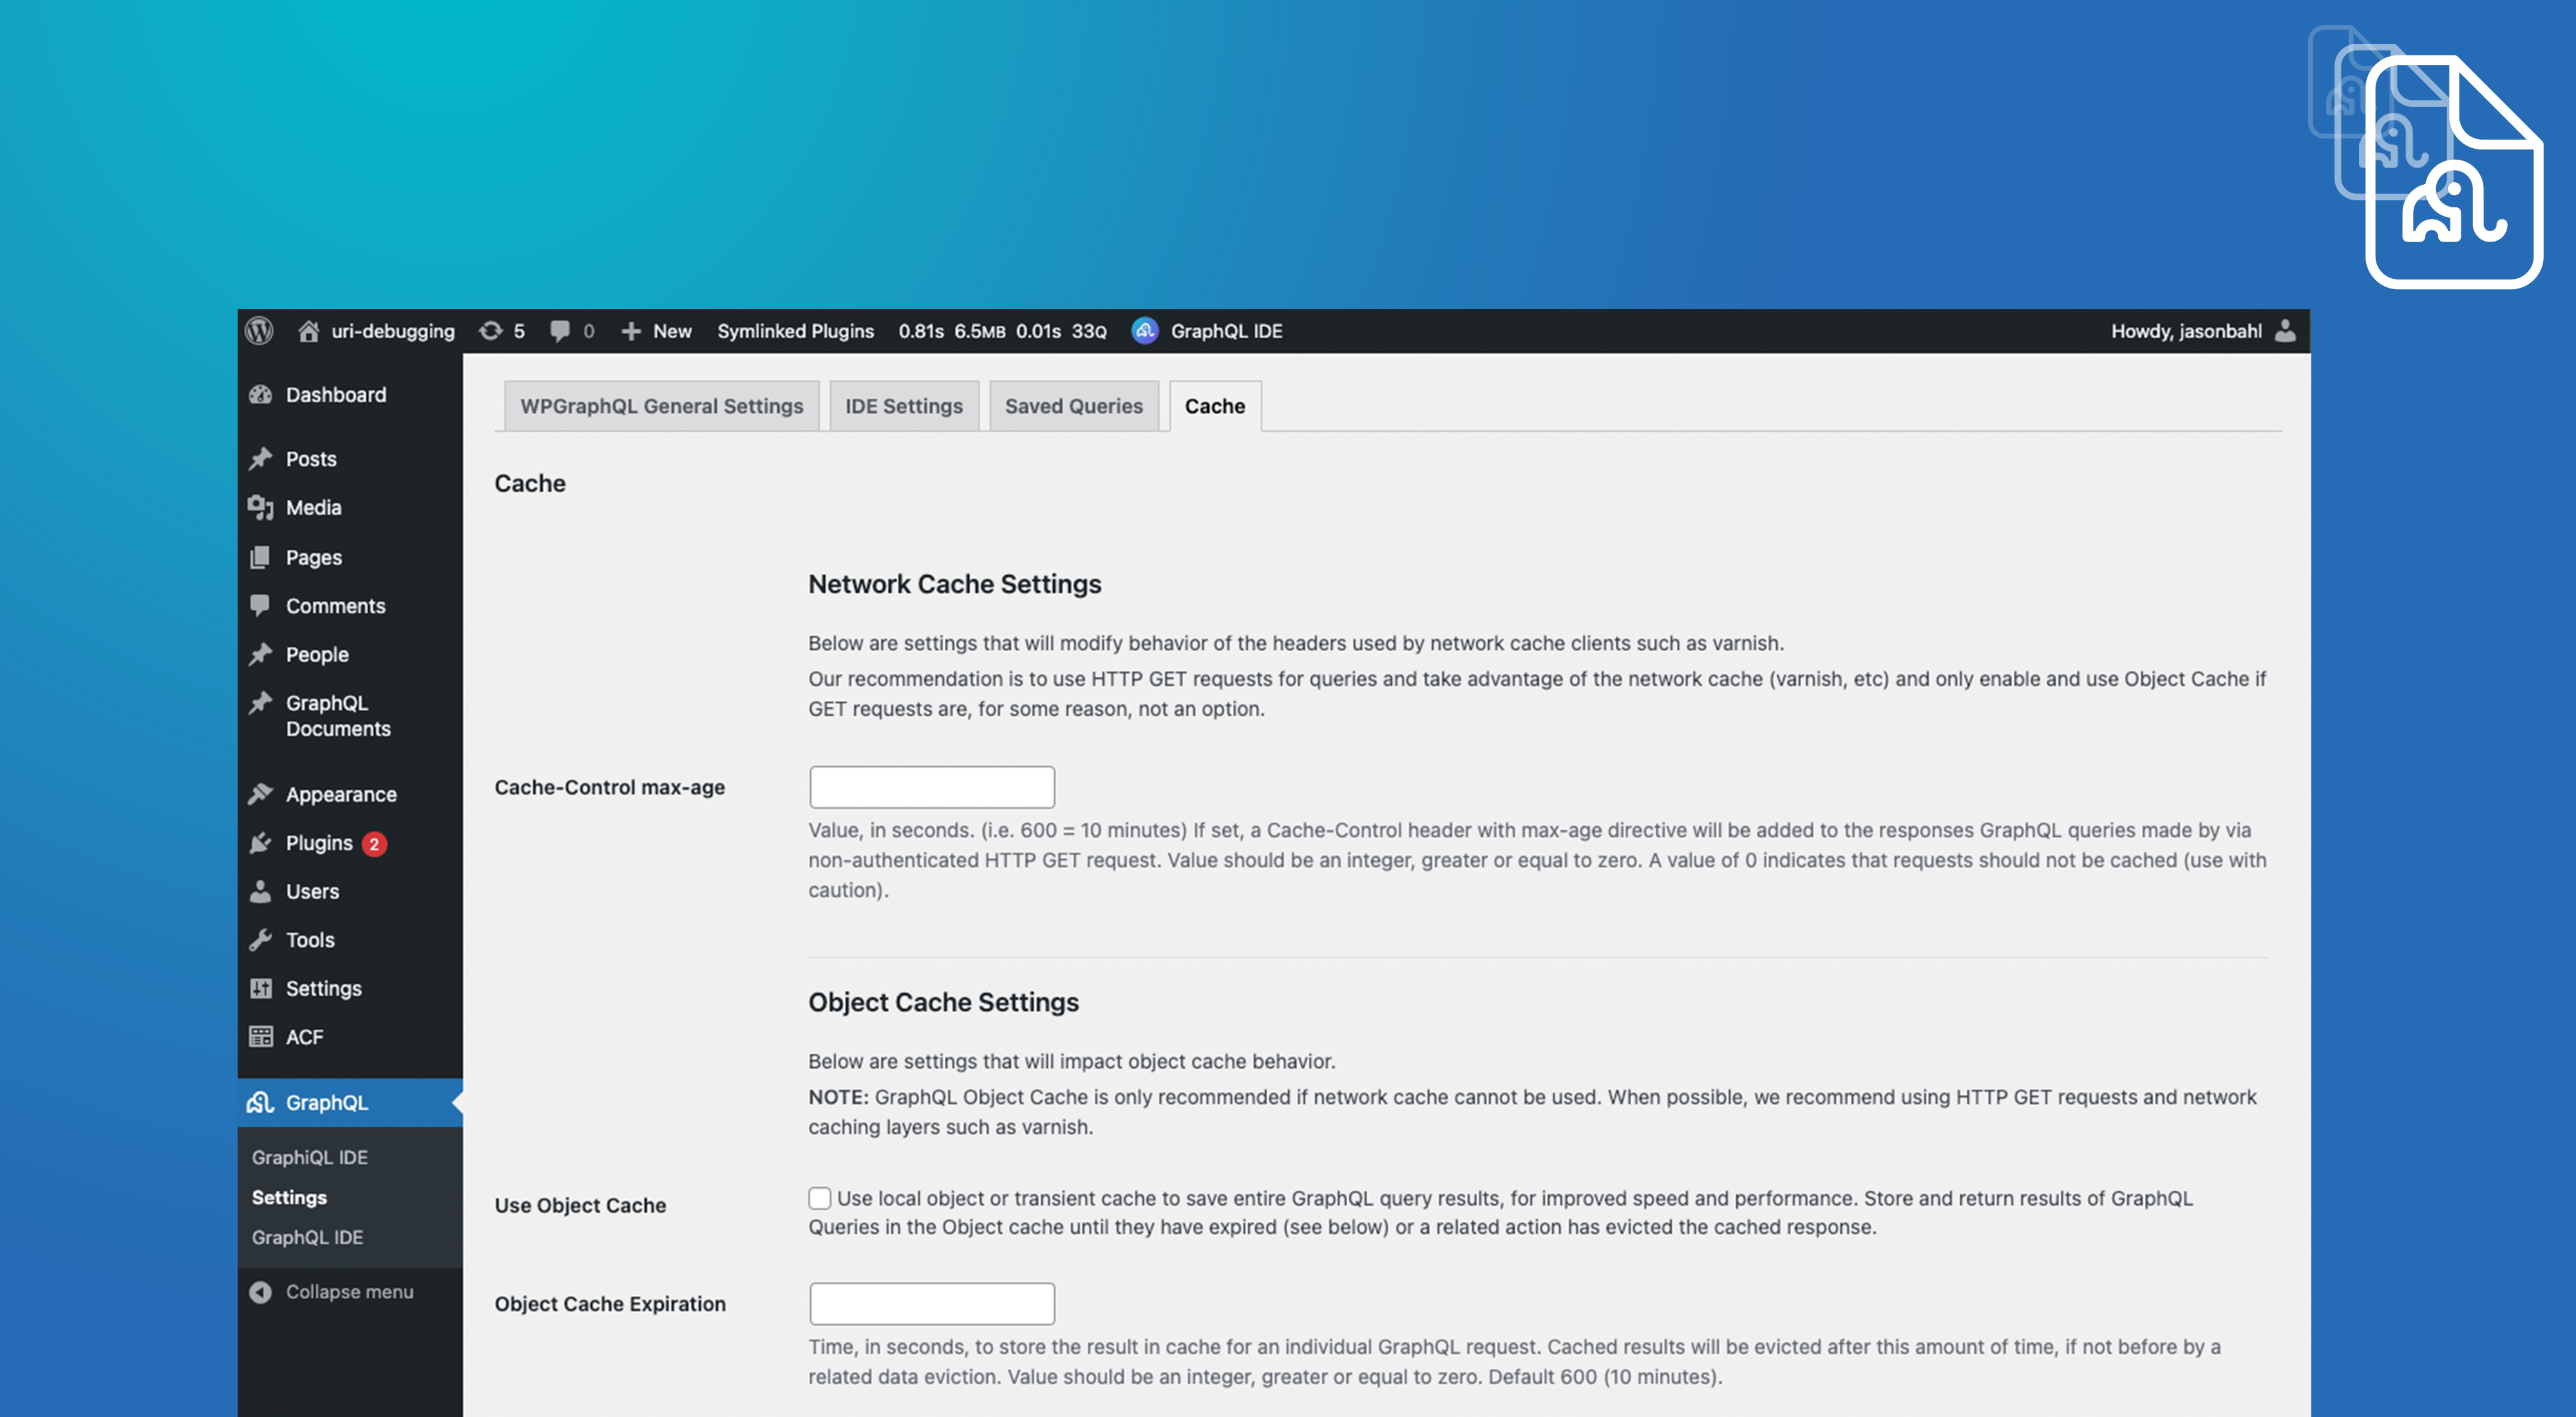 uri-debugging 5 0 New Symlinked Plugins 0.81s 6.5MB 0.01s 33Q GraphQL IDE Howdy, jasonbahl
Dashboard
Posts
Media
Pages
Comments
People
GraphQL
Documents
Appearance
Plugins 2
Users
Tools
Settings
ACF
GraphQL
GraphiQL IDE
Settings
GraphQL IDE
Collapse menu
WPGraphQL General Settings IDE Settings Saved Queries Cache
Cache
Network Cache Settings
Below are settings that will modify behavior of the headers used by network cache clients such as varnish.
Our recommendation is to use HTTP GET requests for queries and take advantage of the network cache (varnish, etc) and only enable and use Object Cache if
GET requests are, for some reason, not an option.
Cache-Control max-age
Value, in seconds. (i.e. 600 = 10 minutes) If set, a Cache-Control header with max-age directive will be added to the responses GraphQL queries made by via
non-authenticated HTTP GET request. Value should be an integer, greater or equal to zero. A value of 0 indicates that requests should not be cached (use with
caution).
Object Cache Settings
Below are settings that will impact object cache behavior.
NOTE: GraphQL Object Cache is only recommended if network cache cannot be used. When possible, we recommend using HTTP GET requests and network
caching layers such as varnish.
Use Object Cache
Use local object or transient cache to save entire GraphQL query results, for improved speed and performance. Store and return results of GraphQL
Queries in the Object cache until they have expired (see below) or a related action has evicted the cached response.
Object Cache Expiration
Time, in seconds, to store the result in cache for an individual GraphQL request. Cached results will be evicted after this amount of time, if not before by a
related data eviction. Value should be an integer, greater or equal to zero. Default 600 (10 minutes).